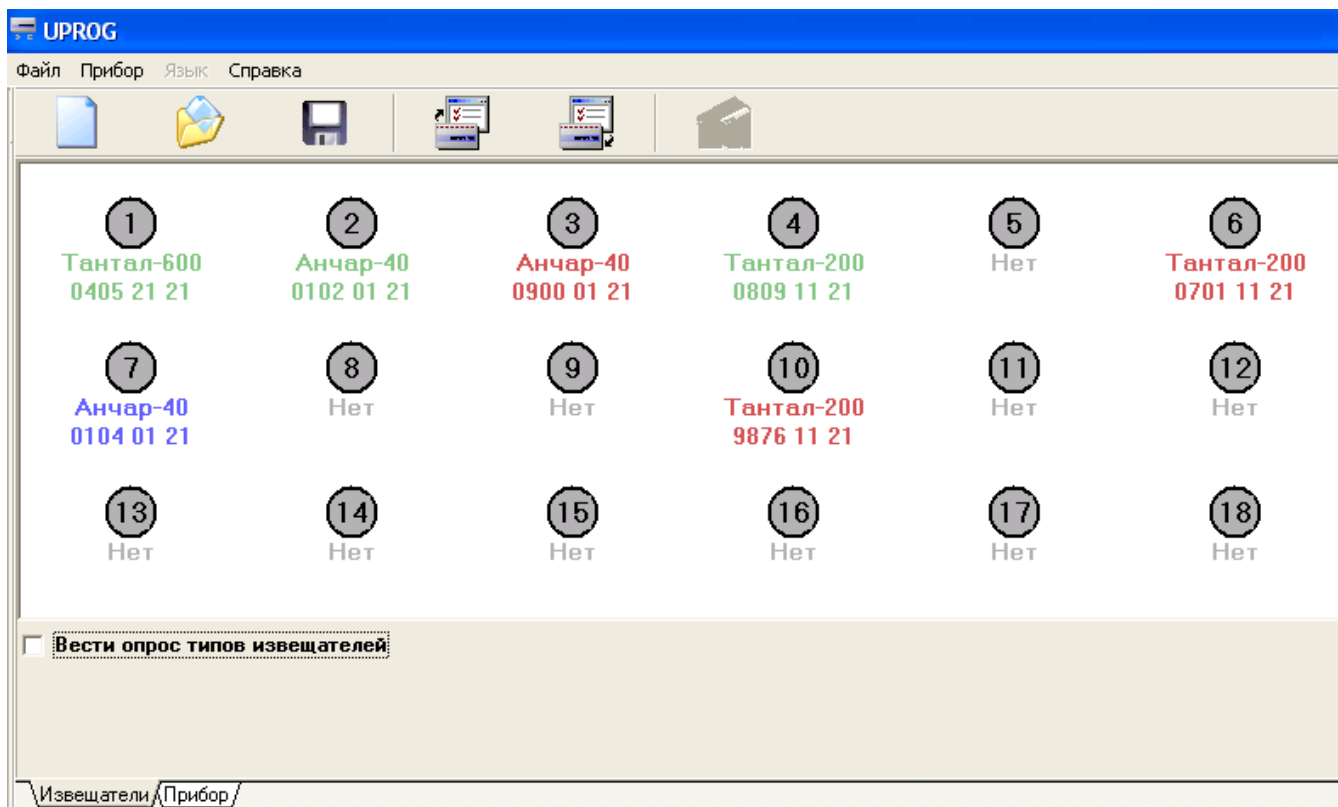 UPROG
Файл Прибор Язык Справка
1 2 3 4 5 6
Тантал-600 Анчар-40 Анчар-40 Тантал-200 Нет Тантал-200
0405 21 21 0102 01 21 0900 01 21 0809 11 21 0701 11 21
7 8 9 10 11 12
Анчар-40 Нет Нет Тантал-200 Нет Нет
0104 01 21 9876 11 21
13 14 15 16 17 18
Нет Нет Нет Нет Нет Нет
Вести опрос типов извещателей
Извещатели Прибор